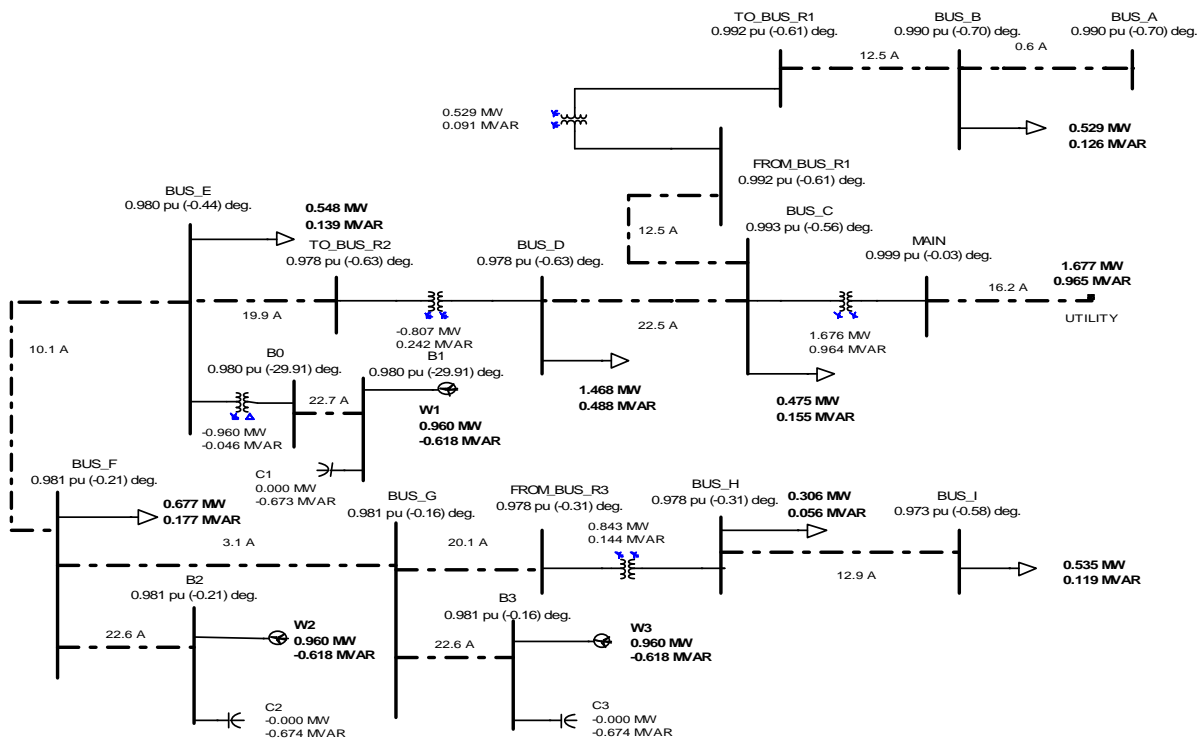 TO_BUS_R1
0.992 pu (-0.61) deg.
BUS_B
0.990 pu (-0.70) deg.
BUS_A
0.990 pu (-0.70) deg.
12.5 A
0.6 A
0.529 MW
0.091 MVAR
0.529 MW
0.126 MVAR
FROM_BUS_R1
0.992 pu (-0.61) deg.
BUS_E
0.980 pu (-0.44) deg.
0.548 MW
0.139 MVAR
TO_BUS_R2
0.978 pu (-0.63) deg.
BUS_D
0.978 pu (-0.63) deg.
12.5 A
BUS_C
0.993 pu (-0.56) deg.
MAIN
0.999 pu (-0.03) deg.
1.677 MW
0.965 MVAR
16.2 A
UTILITY
19.9 A
-0.807 MW
0.242 MVAR
22.5 A
1.676 MW
0.964 MVAR
10.1 A
B0
0.980 pu (-29.91) deg.
B1
0.980 pu (-29.91) deg.
22.7 A
W1
0.960 MW
-0.618 MVAR
1.468 MW
0.488 MVAR
0.475 MW
0.155 MVAR
-0.960 MW
-0.046 MVAR
C1
0.000 MW
-0.673 MVAR
BUS_F
0.981 pu (-0.21) deg.
0.677 MW
0.177 MVAR
BUS_G
0.981 pu (-0.16) deg.
FROM_BUS_R3
0.978 pu (-0.31) deg.
0.843 MW
0.144 MVAR
BUS_H
0.978 pu (-0.31) deg.
0.306 MW
0.056 MVAR
BUS_I
0.973 pu (-0.58) deg.
3.1 A
20.1 A
12.9 A
0.535 MW
0.119 MVAR
B2
0.981 pu (-0.21) deg.
B3
0.981 pu (-0.16) deg.
22.6 A
W2
0.960 MW
-0.618 MVAR
22.6 A
W3
0.960 MW
-0.618 MVAR
C2
-0.000 MW
-0.674 MVAR
C3
-0.000 MW
-0.674 MVAR